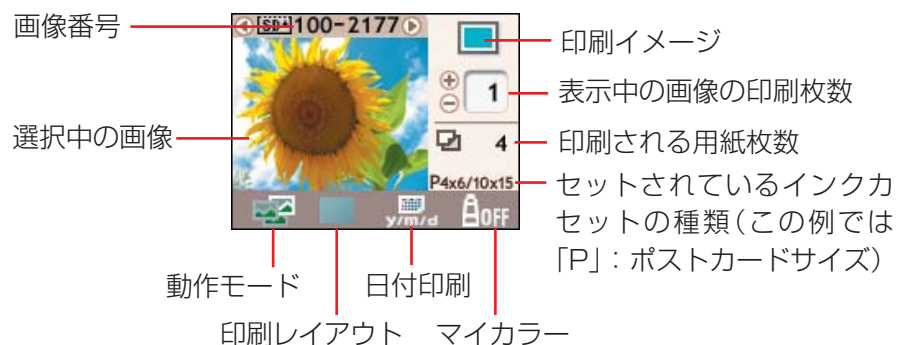 画像番号
選択中の画像
SD
100-2177
1
4
P4x6/10x15
y/m/d
OFF
印刷イメージ
表示中の画像の印刷枚数
印刷される用紙枚数
セットされているインクカ
セットの種類（この例では
「P」：ポストカードサイズ）
動作モード
日付印刷
印刷レイアウト
マイカラー